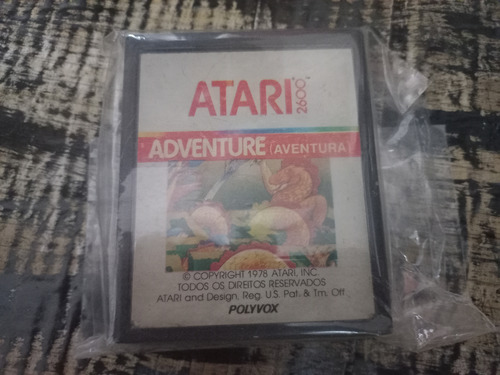 ATARI 2600
ADVENTURE (AVENTURA)
© COPYRIGHT 1978 ATARI, INC.
TODOS OS DIREITOS RESERVADOS
ATARI and Design, Reg. U.S. Pat. & Tm. Off
POLYVOX